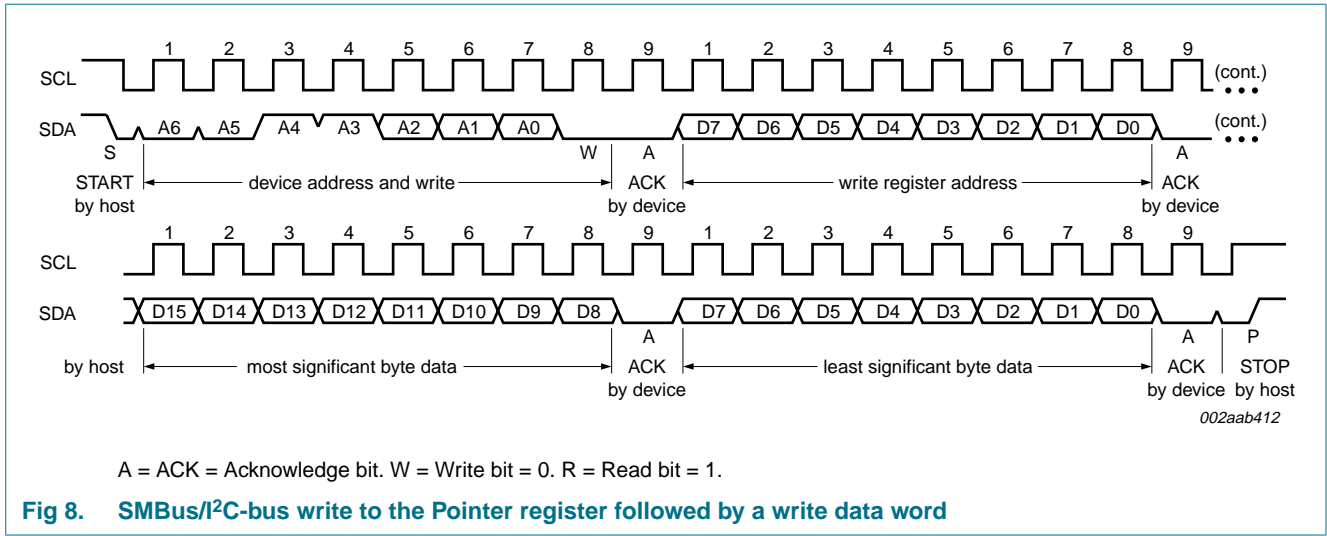 1 2 3 4 5 6 7 8 9 1 2 3 4 5 6 7 8 9
SCL (cont.)
SDA A6 A5 A4 A3 A2 A1 A0 D7 D6 D5 D4 D3 D2 D1 D0 (cont.)
S W A A
START device address and write ACK write register address ACK
by host by device by device
1 2 3 4 5 6 7 8 9 1 2 3 4 5 6 7 8 9
SCL
SDA D15 D14 D13 D12 D11 D10 D9 D8 D7 D6 D5 D4 D3 D2 D1 D0
A A P
by host most significant byte data ACK least significant byte data ACK STOP
by device by device by host
002aab412
A = ACK = Acknowledge bit. W = Write bit = 0. R = Read bit = 1.
Fig 8. SMBus/I²C-bus write to the Pointer register followed by a write data word